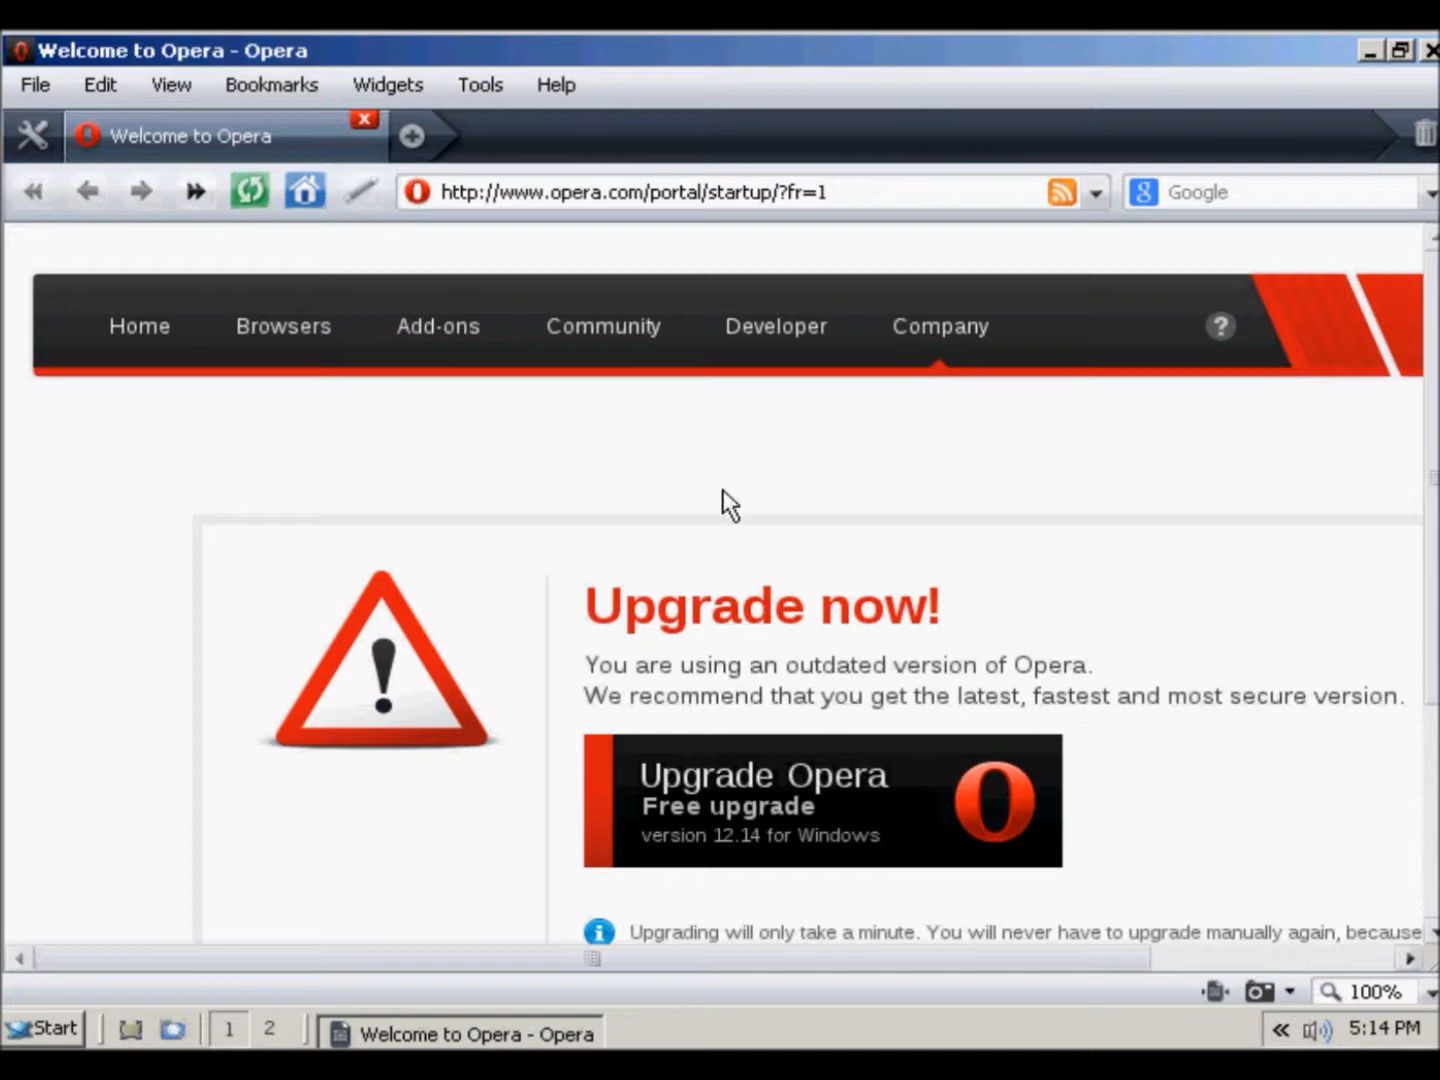 Welcome to Opera - Opera
File Edit View Bookmarks Widgets Tools Help
Welcome to Opera
http://www.opera.com/portal/startup/?fr=1 Google
Home Browsers Add-ons Community Developer Company ?
Upgrade now!
You are using an outdated version of Opera.
We recommend that you get the latest, fastest and most secure version.
Upgrade Opera
Free upgrade
version 12.14 for Windows
Upgrading will only take a minute. You will never have to upgrade manually again, because
100%
Start 1 2 Welcome to Opera - Opera 5:14 PM